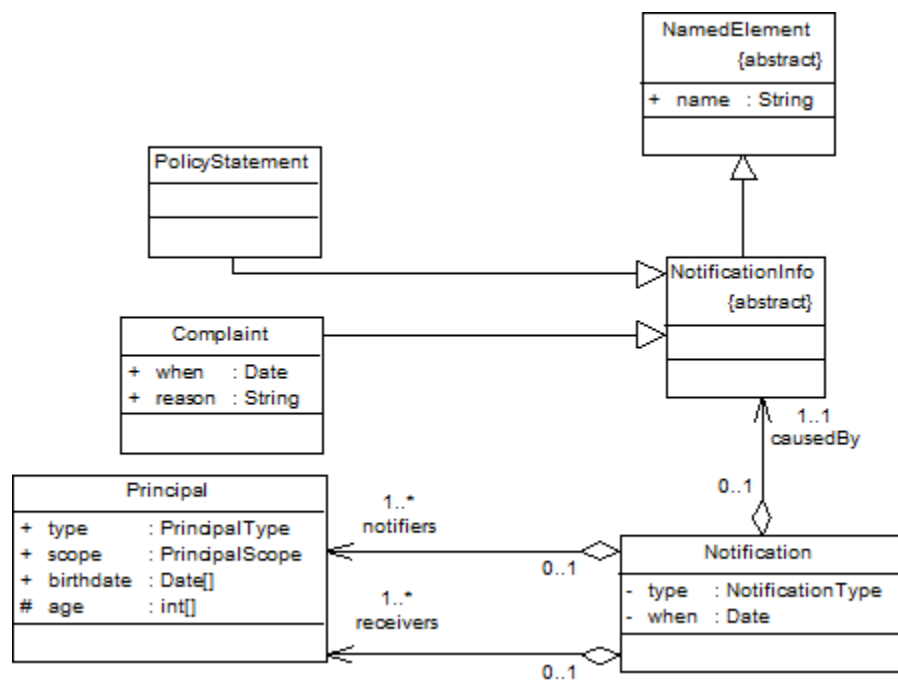 NamedElement
{abstract}
+ name : String
PolicyStatement
NotificationInfo
{abstract}
Complaint
+ when : Date
+ reason : String
1..1
causedBy
0..1
Principal
+ type : PrincipalType
+ scope : PrincipalScope
+ birthdate : Date[]
# age : int[]
1..*
notifiers
0..1
1..*
receivers
0..1
Notification
- type : NotificationType
- when : Date